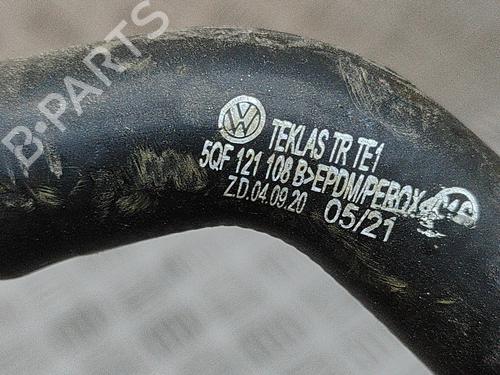 B-PARTS
TEKLAS TR TE1
5QF 121 108 B>EPDM/PEROX
Z.D.04.09.20 05/21